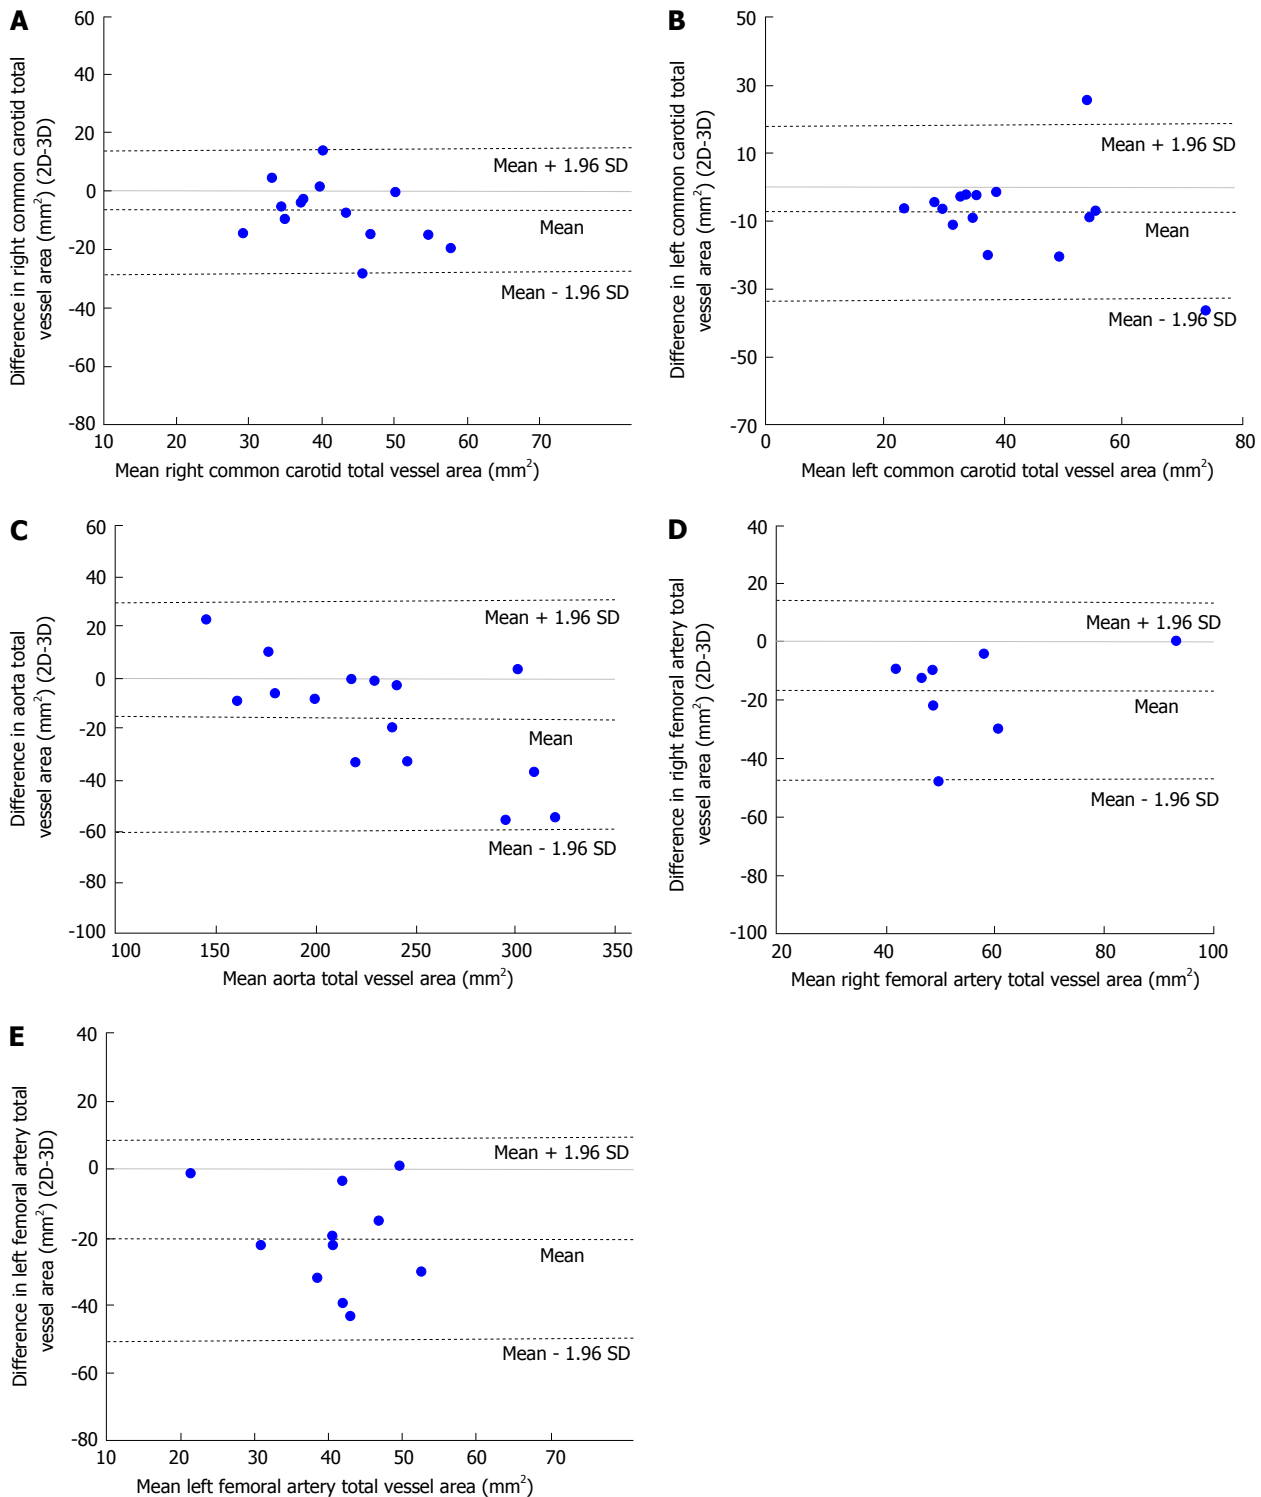 A
60
40
20
0
-20
-40
-60
-80
10 20 30 40 50 60 70
Difference in right common carotid total
vessel area (mm²) (2D-3D)
Mean + 1.96 SD
Mean
Mean - 1.96 SD
Mean right common carotid total vessel area (mm²)
B
50
30
10
-10
-30
-50
-70
0 20 40 60 80
Difference in left common carotid total
vessel area (mm²) (2D-3D)
Mean + 1.96 SD
Mean
Mean - 1.96 SD
Mean left common carotid total vessel area (mm²)
C
60
40
20
0
-20
-40
-60
-80
-100
100 150 200 250 300 350
Difference in aorta total
vessel area (mm²) (2D-3D)
Mean + 1.96 SD
Mean
Mean - 1.96 SD
Mean aorta total vessel area (mm²)
D
40
20
0
-20
-40
-60
-80
-100
20 40 60 80 100
Difference in right femoral artery total
vessel area (mm²) (2D-3D)
Mean + 1.96 SD
Mean
Mean - 1.96 SD
Mean right femoral artery total vessel area (mm²)
E
40
20
0
-20
-40
-60
-80
10 20 30 40 50 60 70
Difference in left femoral artery total
vessel area (mm²) (2D-3D)
Mean + 1.96 SD
Mean
Mean - 1.96 SD
Mean left femoral artery total vessel area (mm²)